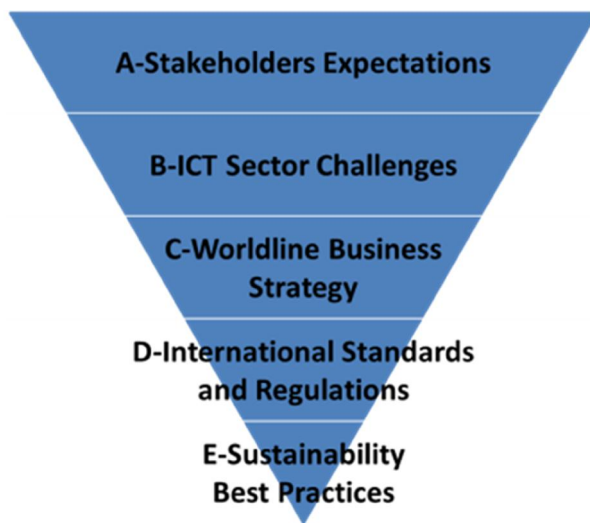 A-Stakeholders Expectations
B-ICT Sector Challenges
C-Worldline Business
Strategy
D-International Standards
and Regulations
E-Sustainability
Best Practices